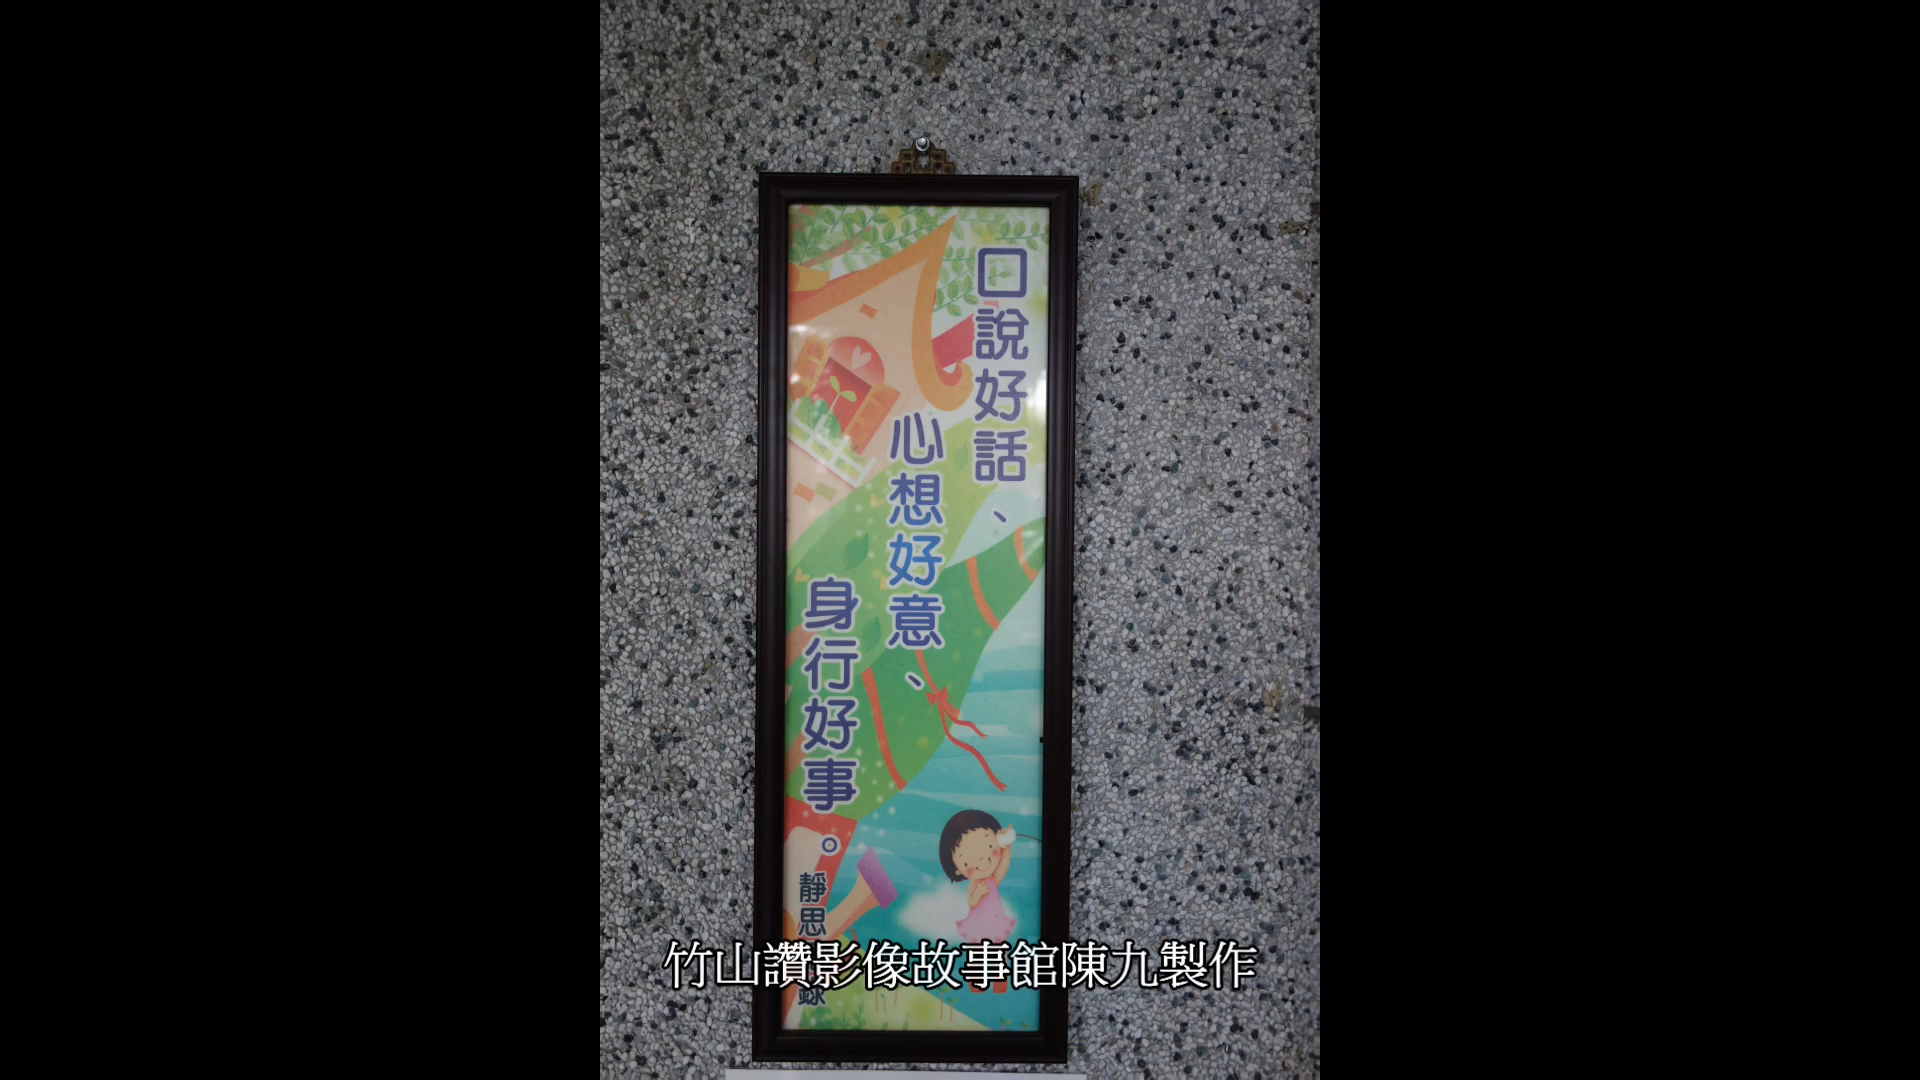 口說好話、
心想好意、
身行好事。
靜思
錄
竹山讚影像故事館陳九製作